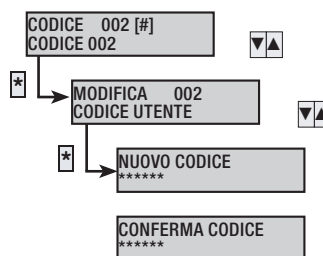 CODICE 002 [#]
CODICE 002
▼▲
*
MODIFICA 002
CODICE UTENTE
▼▲
*
NUOVO CODICE
******
CONFERMA CODICE
******